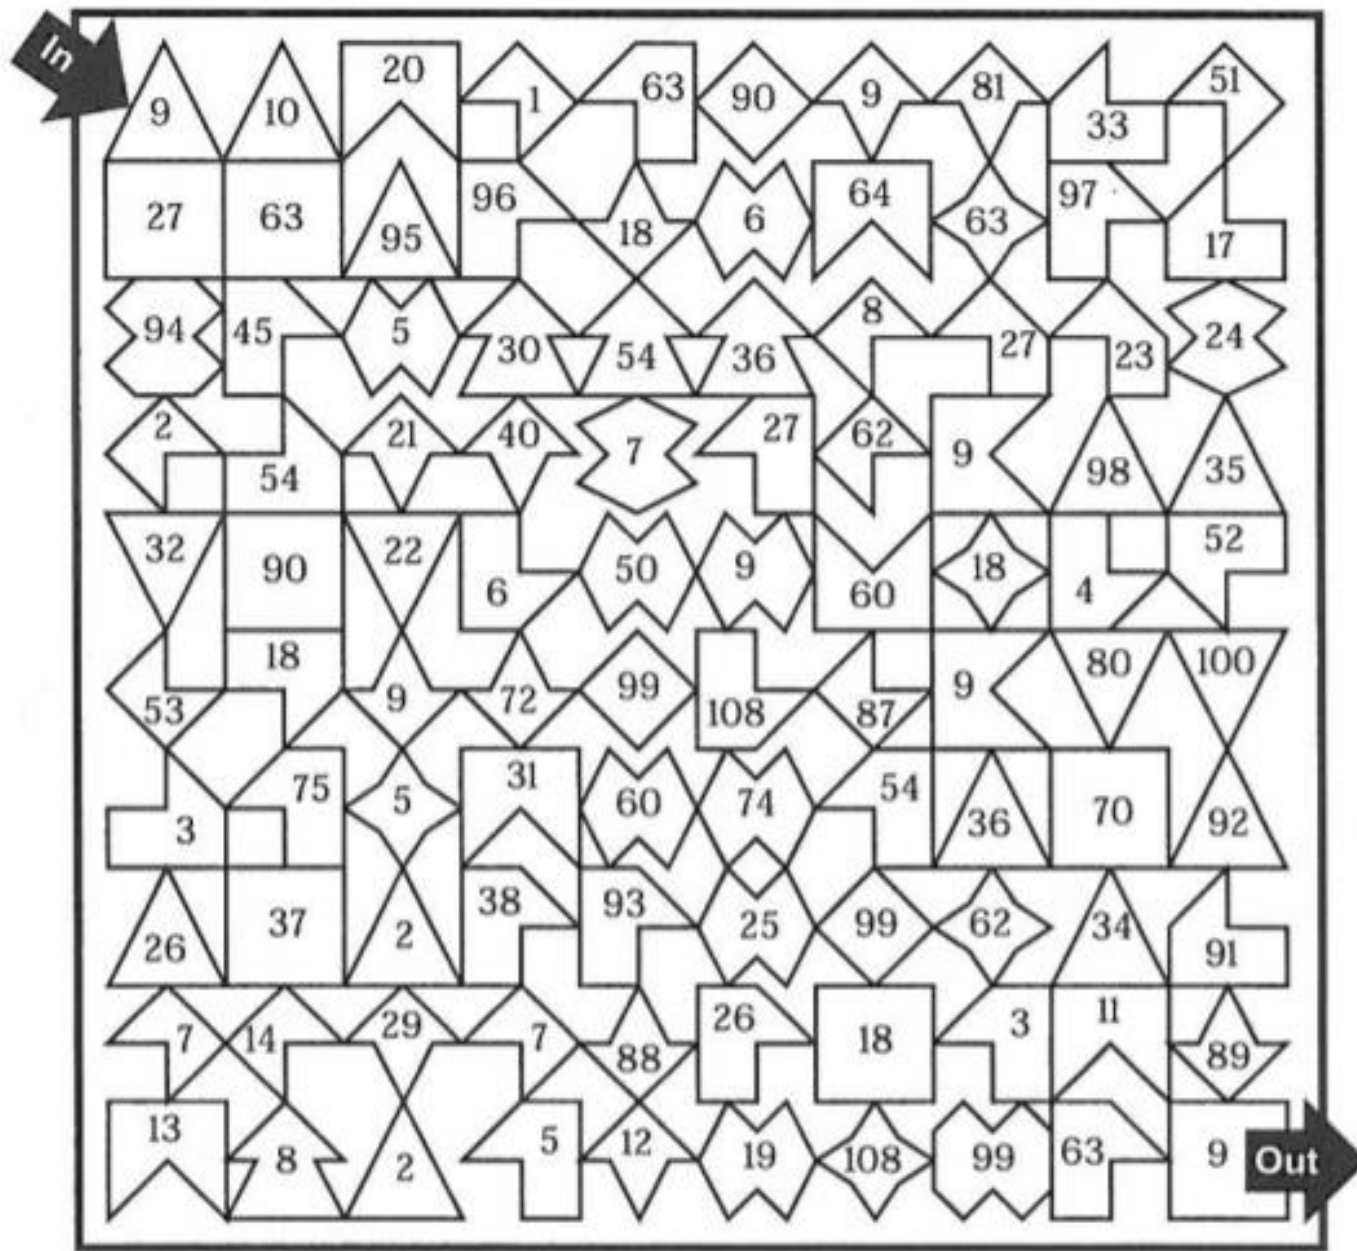 In
9 10 20 1 63 90 9 81 33 51
27 63 95 96 18 6 64 63 97 17
94 45 5 30 54 36 8 27 23 24
2 54 21 40 7 27 62 9 98 35
32 90 22 6 50 9 60 18 4 52
53 18 9 72 99 108 87 9 80 100
3 75 5 31 60 74 54 36 70 92
26 37 2 38 93 25 99 62 34 91
7 14 29 7 88 26 18 3 11 89
13 8 2 5 12 19 108 99 63 9
Out